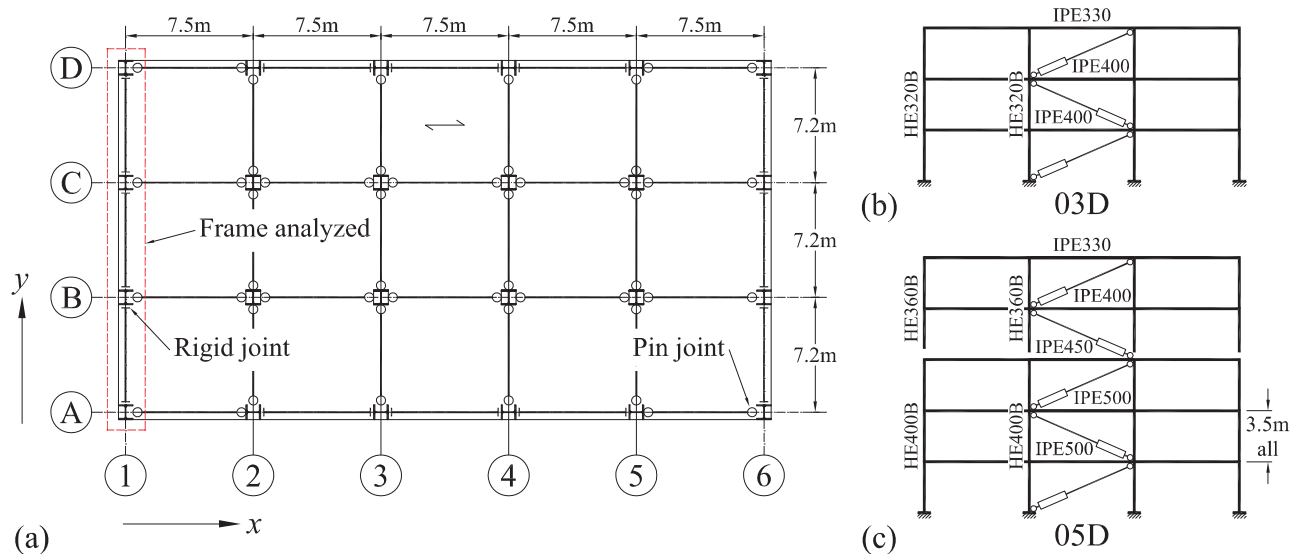 7.5m 7.5m 7.5m 7.5m 7.5m
D
7.2m
C
Frame analyzed
7.2m
y
B
Rigid joint
Pin joint
7.2m
A
1 2 3 4 5 6
(a)
x
IPE330
HE320B
HE320B
IPE400
IPE400
(b)
03D
IPE330
HE360B
HE360B
IPE400
IPE450
HE400B
HE400B
IPE500
IPE500
3.5m
all
(c)
05D